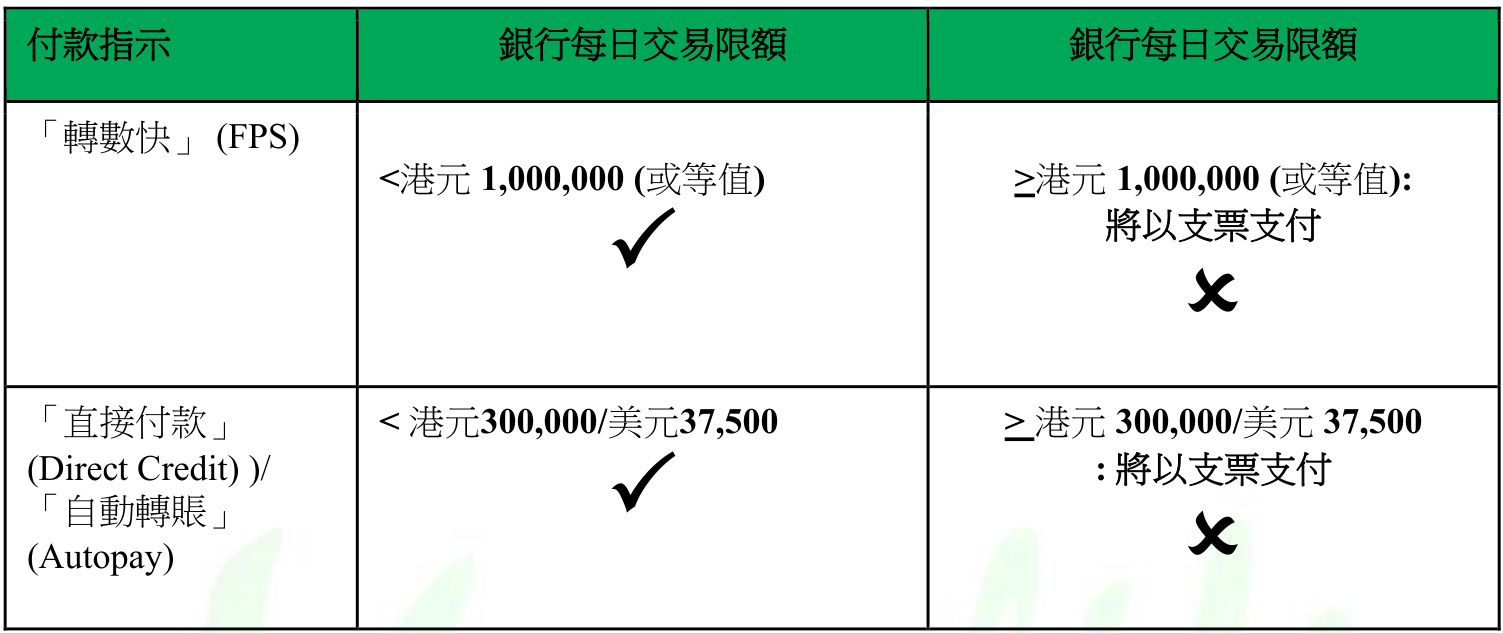 付款指示
銀行每日交易限額
銀行每日交易限額
「轉數快」 (FPS)
<港元 1,000,000 (或等值)
✓
≥港元 1,000,000 (或等值):
將以支票支付
✗
「直接付款」
(Direct Credit) )/
「自動轉賬」
(Autopay)
< 港元300,000/美元37,500
✓
≥ 港元 300,000/美元 37,500
: 將以支票支付
✗